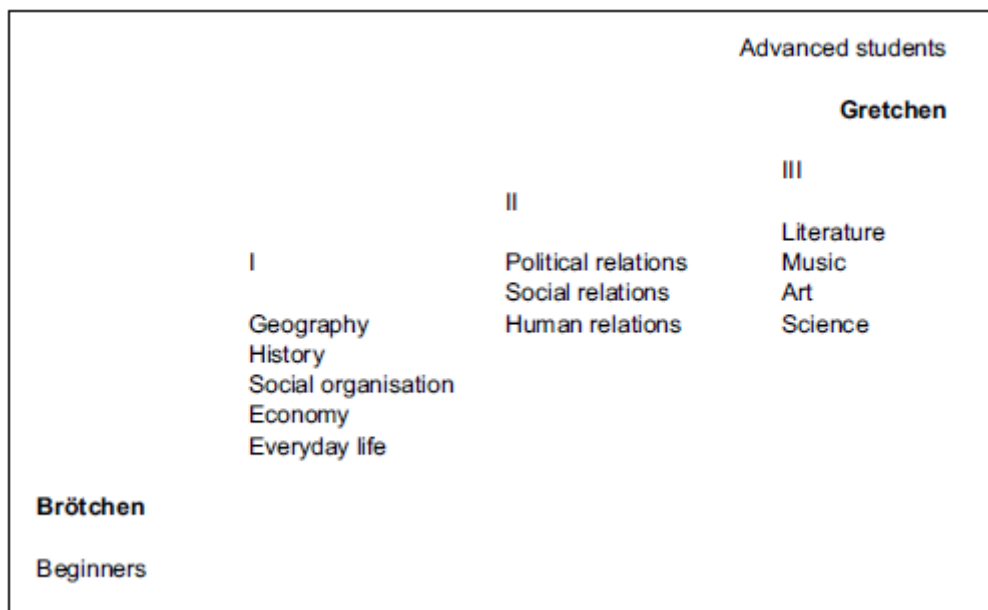 Advanced students
Gretchen
III
Literature
Music
Art
Science
II
Political relations
Social relations
Human relations
I
Geography
History
Social organisation
Economy
Everyday life
Brötchen
Beginners